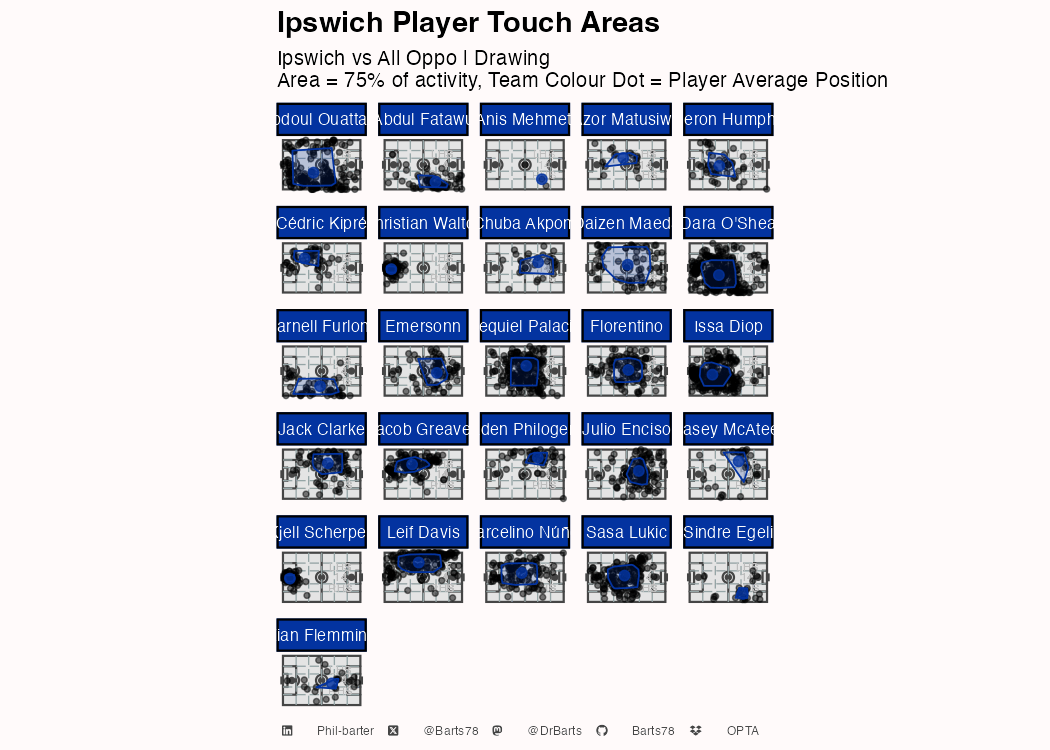 Ipswich Player Touch Areas
Ipswich vs All Oppo | Drawing
Area = 75% of activity, Team Colour Dot = Player Average Position
odoul Ouatta Abdul Fatawu Anis Mehmet Azor Matusiw eron Humph
Cédric Kipré hristian Walto Chuba Akpom Daizen Maed Dara O'Shea
arnell Furlon Emersonn equiel Palac Florentino Issa Diop
Jack Clarke acob Greave den Philoge Julio Enciso asey McAtee
Kjell Scherpe Leif Davis arcelino Núñ Sasa Lukic Sindre Egeli
ian Flemmin
Phil-barter @Barts78 @DrBarts Barts78 OPTA